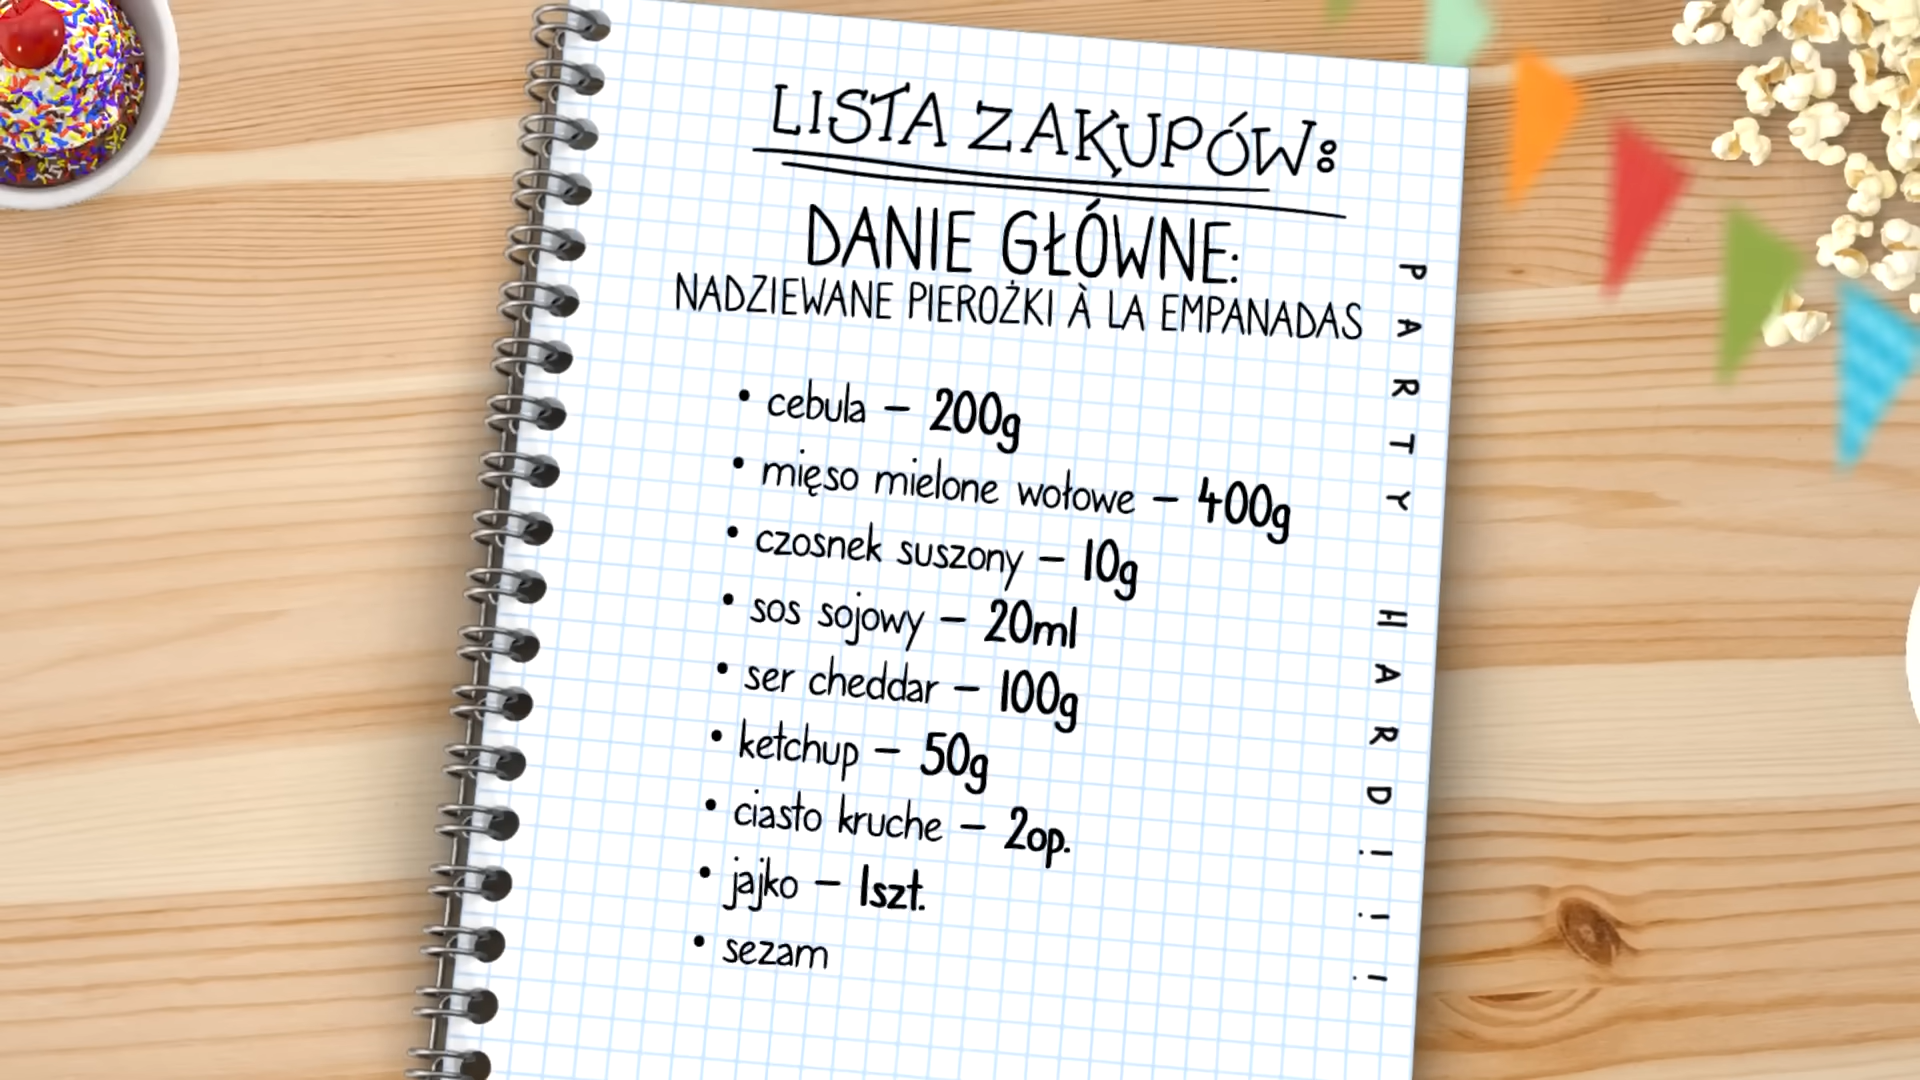 LISTA ZAKUPÓW:
DANIE GŁÓWNE:
NADZIEWANE PIEROŻKI À LA EMPANADAS
• cebula – 200g
• mięso mielone wołowe – 400g
• czosnek suszony – 10g
• sos sojowy – 20ml
• ser cheddar – 100g
• ketchup – 50g
• ciasto kruche – 2op.
• jajko – 1szt.
• sezam
PARTY HARD!!!